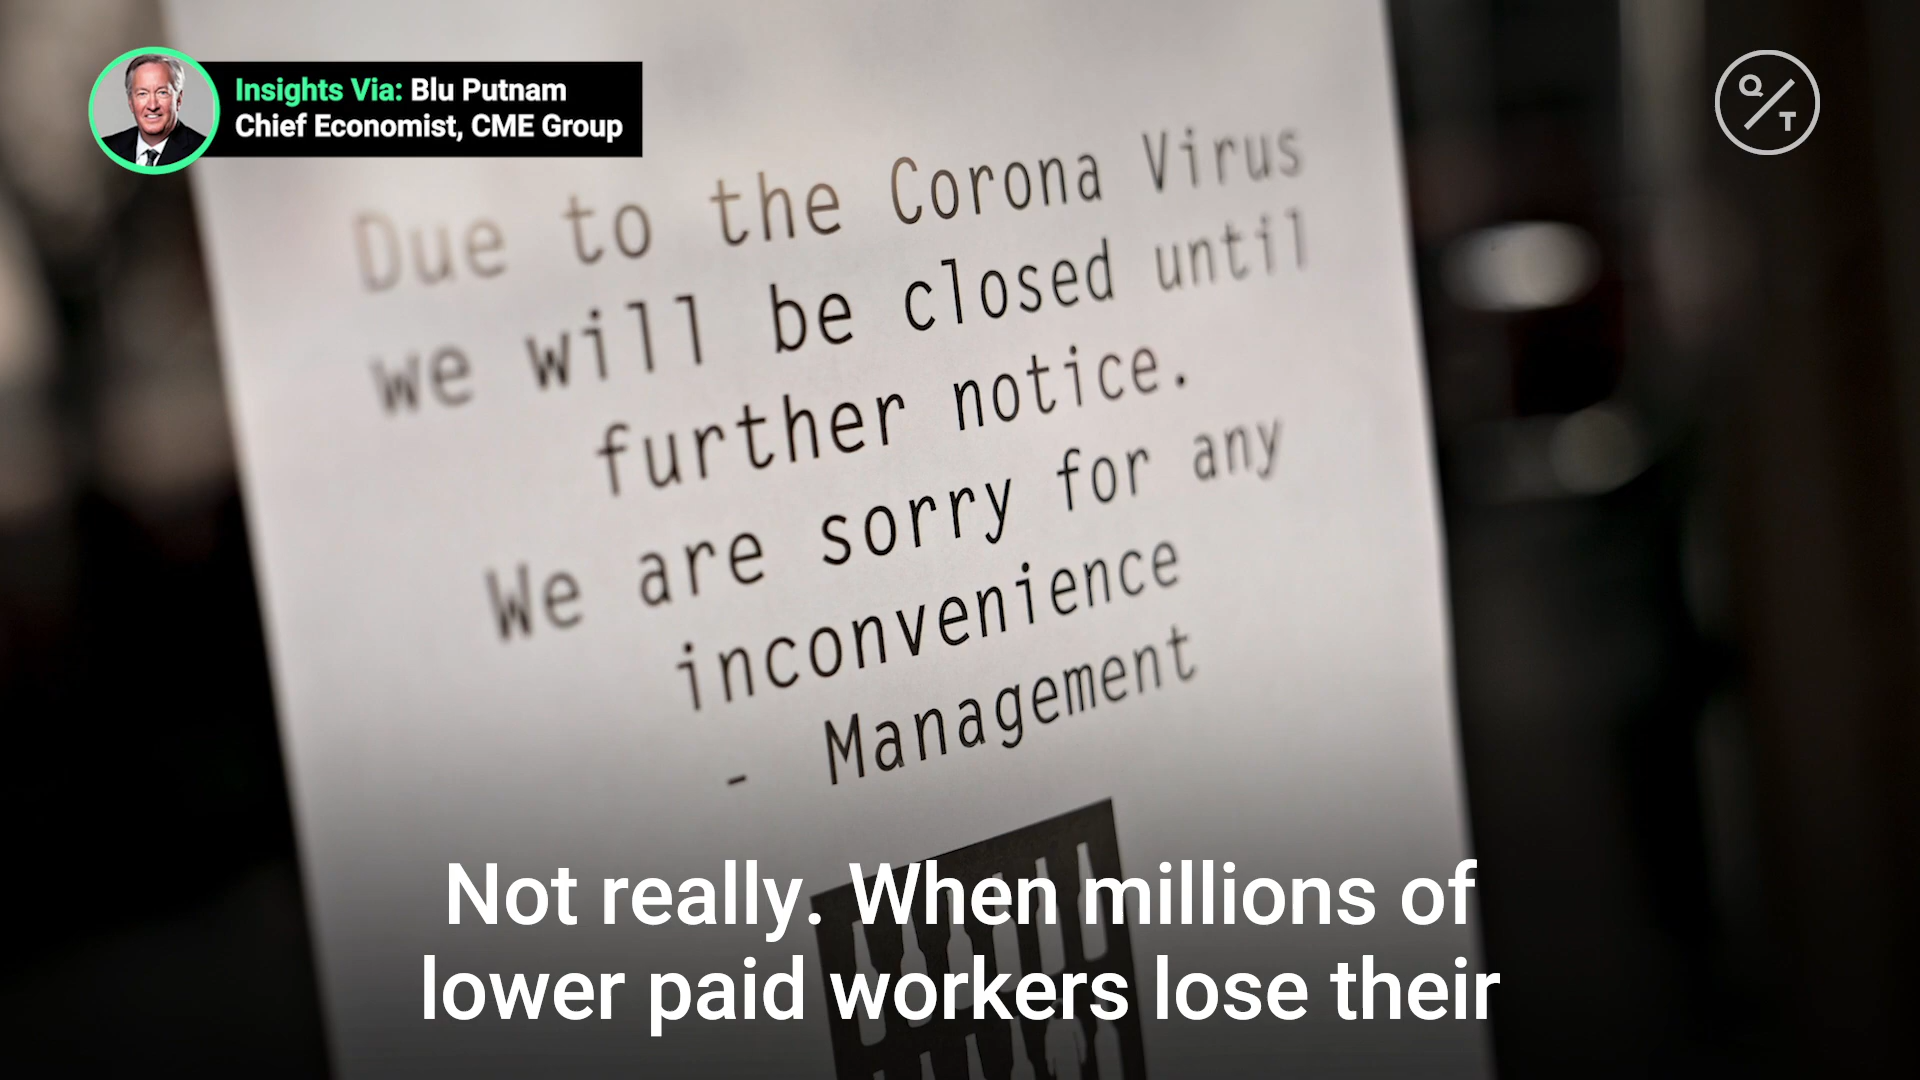 Insights Via: Blu Putnam
Chief Economist, CME Group
Q
T
Due to the Corona Virus
we will be closed until
further notice.
We are sorry for any
inconvenience
- Management
Not really. When millions of
lower paid workers lose their